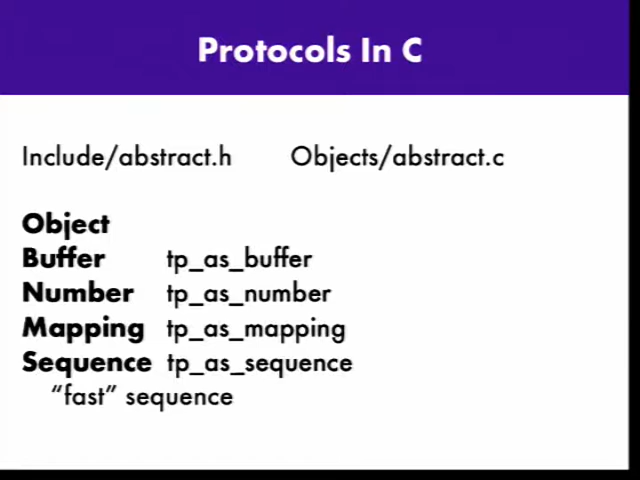 Protocols In C
Include/abstract.h Objects/abstract.c
Object
Buffer tp_as_buffer
Number tp_as_number
Mapping tp_as_mapping
Sequence tp_as_sequence
“fast” sequence